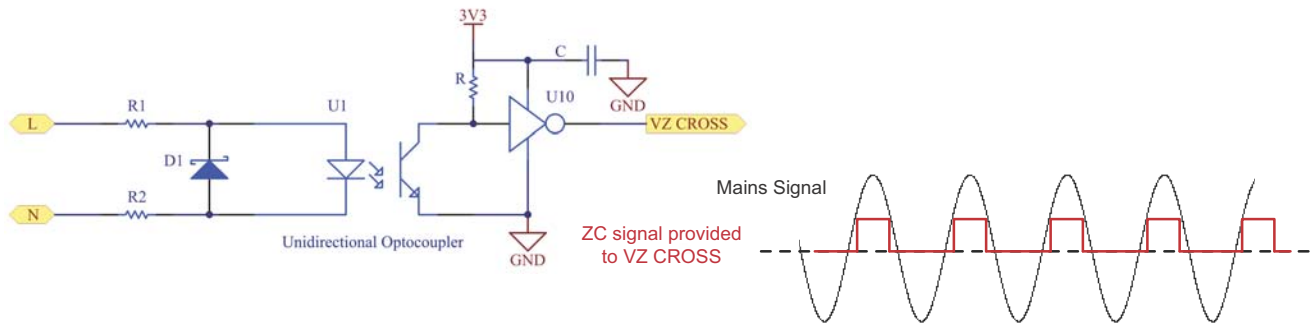 3V3
C
R
U10
GND
R1
U1
L
VZ CROSS
D1
R2
N
Unidirectional Optocoupler
GND
Mains Signal
ZC signal provided
to VZ CROSS